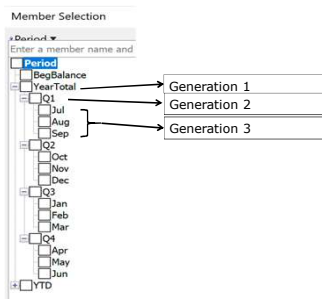 Member Selection
Period
Enter a member name and
Period
BegBalance
YearTotal
Generation 1
Q1
Generation 2
Jul
Aug
Sep
Generation 3
Q2
Oct
Nov
Dec
Q3
Jan
Feb
Mar
Q4
Apr
May
Jun
YTD